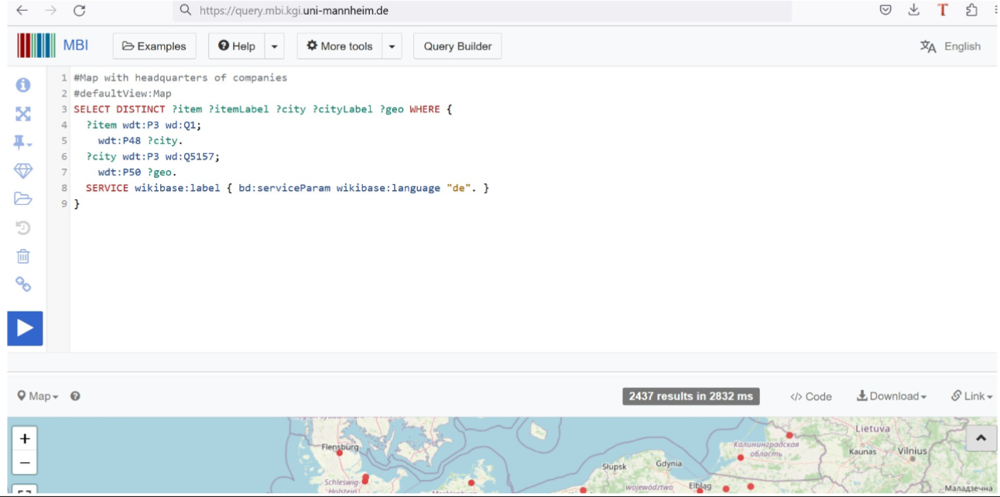 https://query.mbi.kgi.uni-mannheim.de
MBI Examples Help More tools Query Builder English
1 #Map with headquarters of companies
2 #defaultView:Map
3 SELECT DISTINCT ?item ?itemLabel ?city ?cityLabel ?geo WHERE {
4 ?item wdt:P3 wd:Q1;
5 wdt:P48 ?city.
6 ?city wdt:P3 wd:Q5157;
7 wdt:P50 ?geo.
8 SERVICE wikibase:label { bd:serviceParam wikibase:language "de". }
9 }
Map 2437 results in 2832 ms </> Code Download Link
+
Lietuva
Flensburg
Калининградская
область
Kaunas
Vilnius
−
Słupsk
Gdynia
Schleswig-
Holstein
województwo
Elbląg
Маладзечна